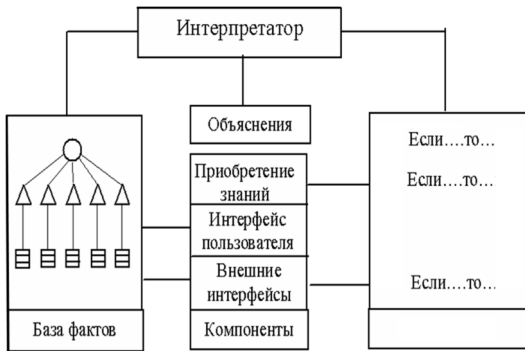 Интерпретатор
Объяснения
Приобретение
знаний
Интерфейс
пользователя
Внешние
интерфейсы
Компоненты
База фактов
Если....то...
Если....то...
Если....то...